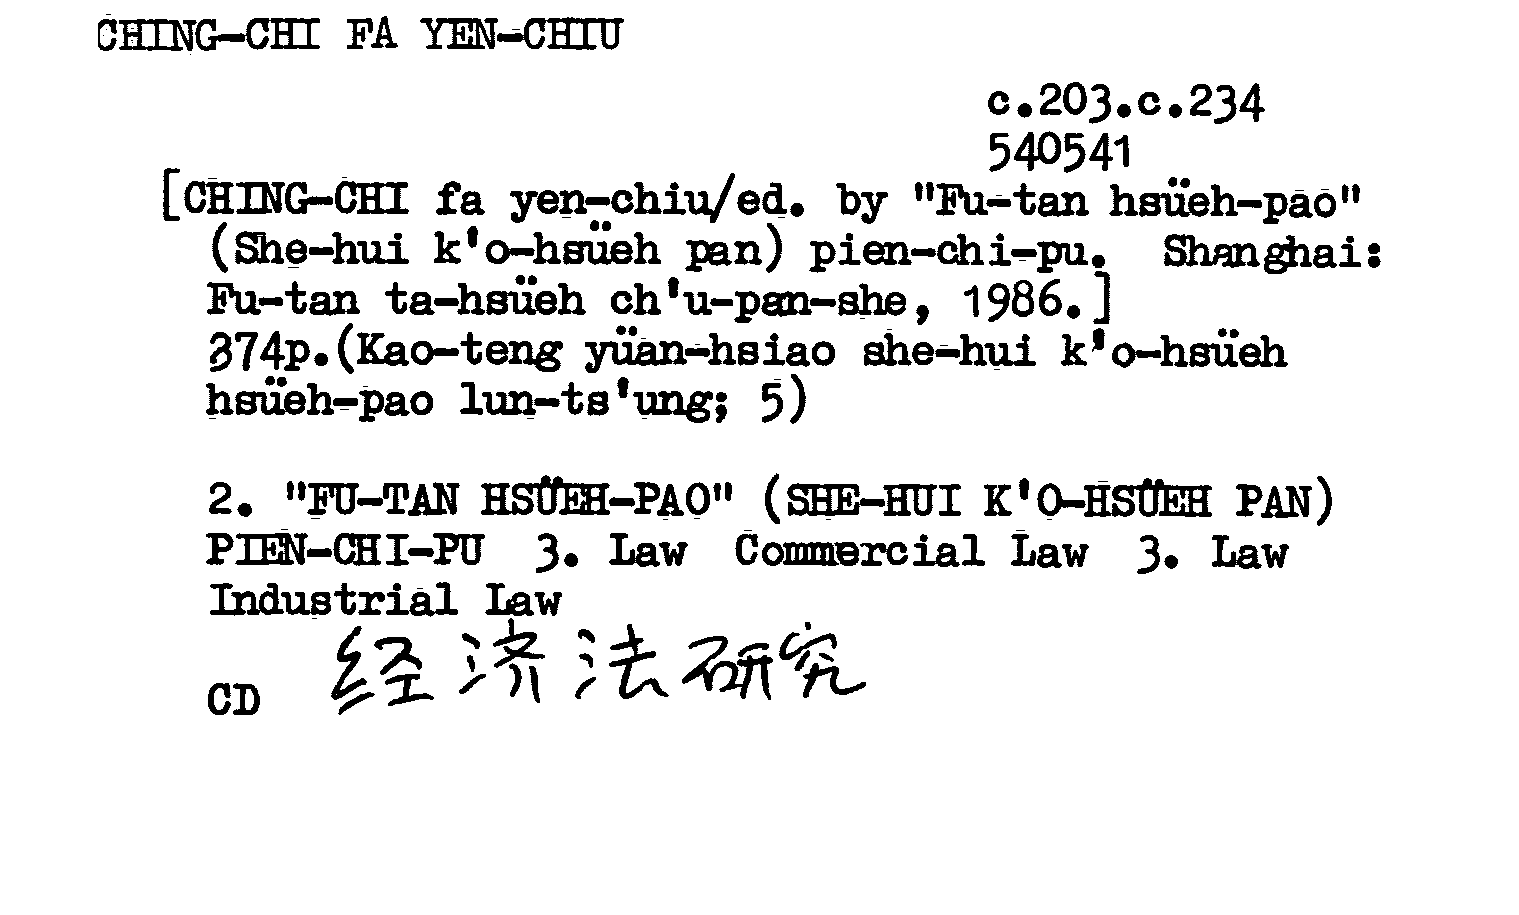 CHING-CHI FA YEN-CHIU
c.203.c.234
540541
[CHING-CHI fa yen-chiu/ed. by "Fu-tan hsüeh-pao"
(She-hui k'o-hsüeh pan) pien-chi-pu. Shanghai:
Fu-tan ta-hsüeh ch'u-pan-she, 1986.]
374p.(Kao-teng yüan-hsiao she-hui k'o-hsüeh
hsüeh-pao lun-ts'ung; 5)
2. "FU-TAN HSÜEH-PAO" (SHE-HUI K'O-HSÜEH PAN)
PIEN-CHI-PU 3. Law Commercial Law 3. Law
Industrial Law
CD 经济法研究